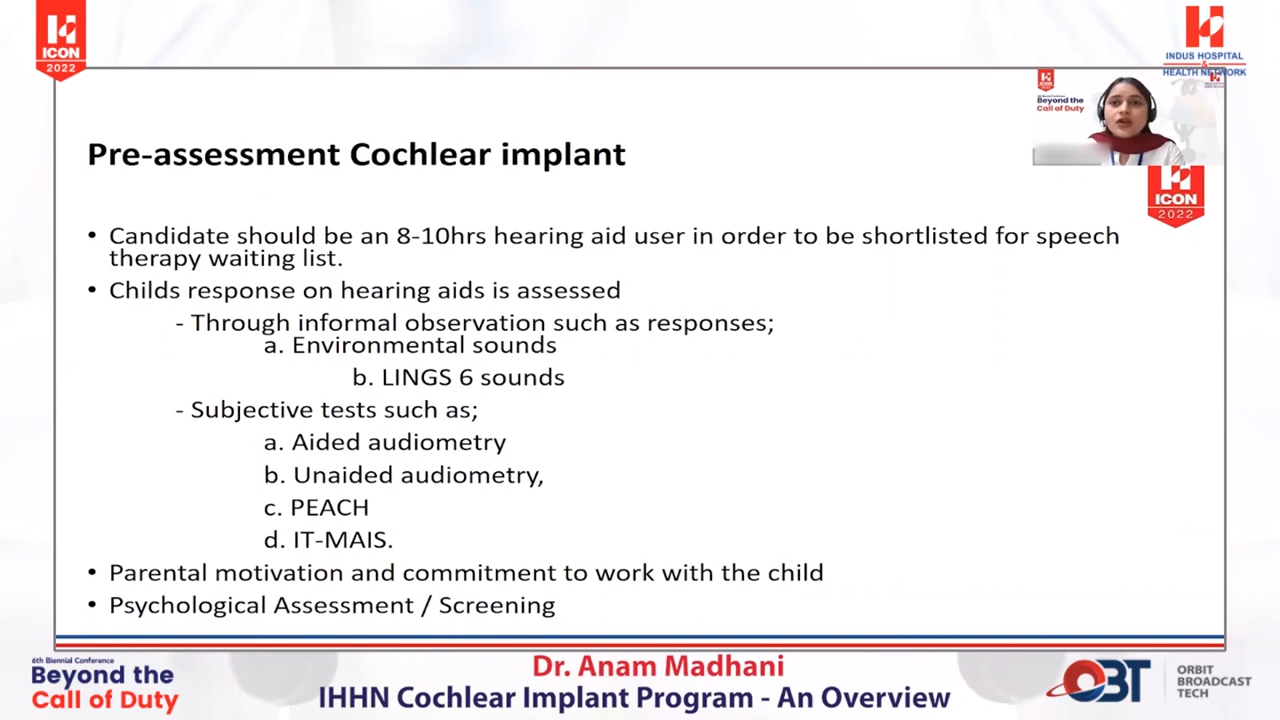 ICON
2022
INDUS HOSPITAL
&
HEALTH NETWORK
ICON
2022
Beyond the
Call of Duty
Pre-assessment Cochlear implant
• Candidate should be an 8-10hrs hearing aid user in order to be shortlisted for speech
therapy waiting list.
• Childs response on hearing aids is assessed
- Through informal observation such as responses;
a. Environmental sounds
b. LINGS 6 sounds
- Subjective tests such as;
a. Aided audiometry
b. Unaided audiometry,
c. PEACH
d. IT-MAIS.
• Parental motivation and commitment to work with the child
• Psychological Assessment / Screening
6th Biennial Conference
Beyond the
Call of Duty
Dr. Anam Madhani
IHHN Cochlear Implant Program - An Overview
OBT
ORBIT
BROADCAST
TECH